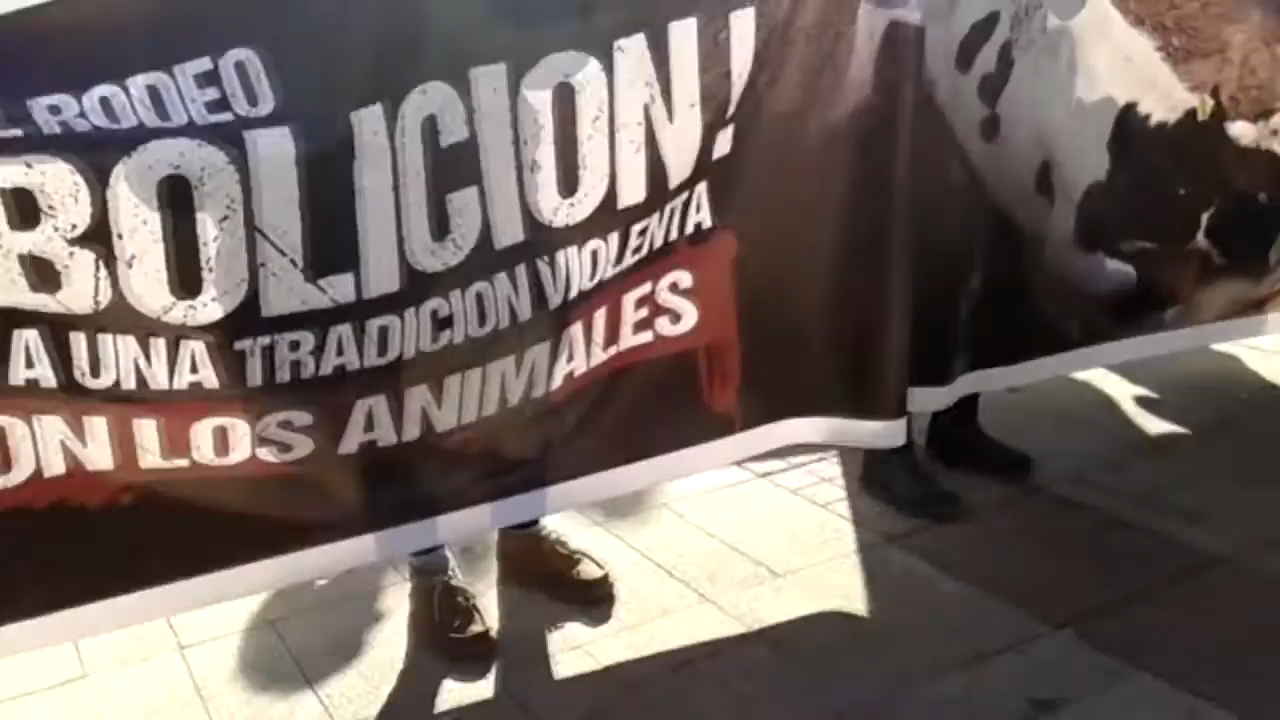 L RODEO
BOLICION!
A UNA TRADICION VIOLENTA
ON LOS ANIMALES